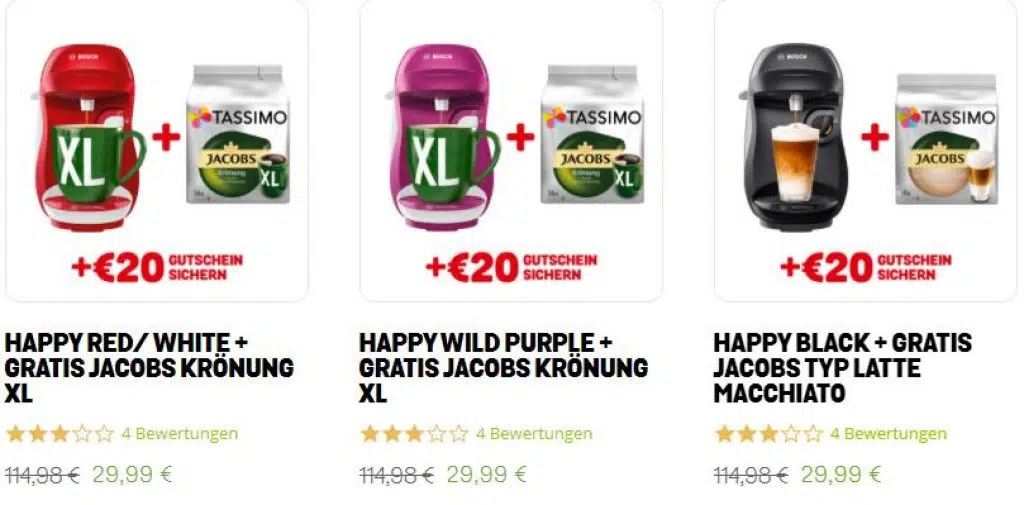 BOSCH
XL
+
TASSIMO
JACOBS
Krönung
XL
+€20 GUTSCHEIN
SICHERN
HAPPY RED/ WHITE +
GRATIS JACOBS KRÖNUNG
XL
4 Bewertungen
114,98 € 29,99 €
BOSCH
XL
+
TASSIMO
JACOBS
Krönung
XL
+€20 GUTSCHEIN
SICHERN
HAPPY WILD PURPLE +
GRATIS JACOBS KRÖNUNG
XL
4 Bewertungen
114,98 € 29,99 €
BOSCH
+
TASSIMO
JACOBS
+€20 GUTSCHEIN
SICHERN
HAPPY BLACK + GRATIS
JACOBS TYP LATTE
MACCHIATO
4 Bewertungen
114,98 € 29,99 €